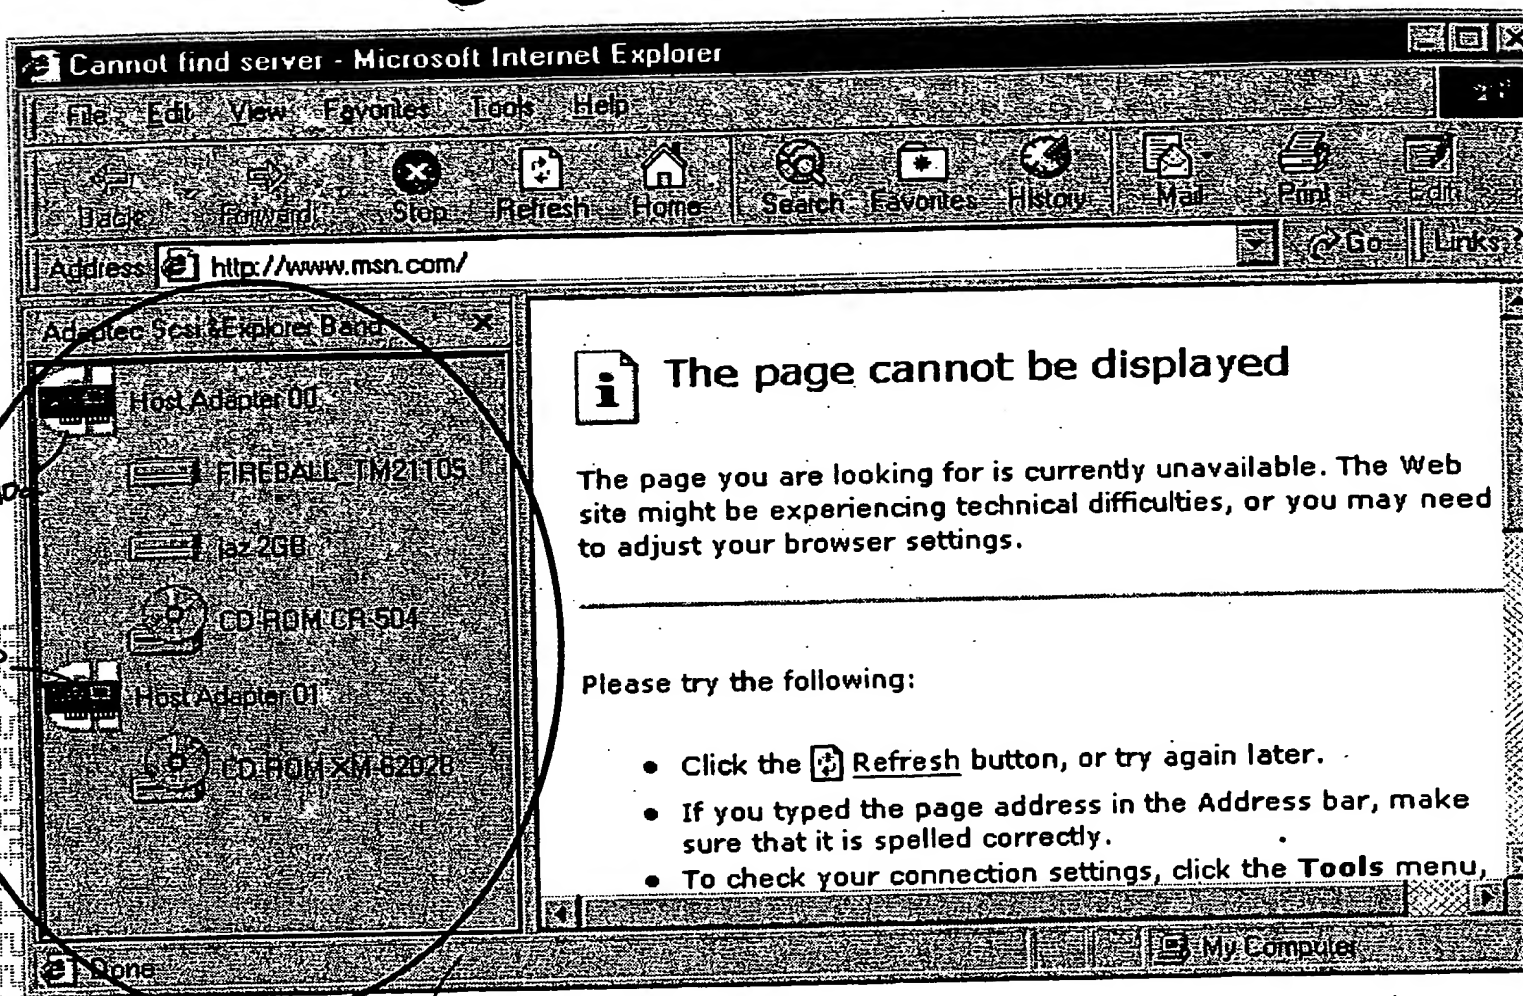 Cannot find server - Microsoft Internet Explorer
File Edit View Favorites Tools Help
Back Forward Stop Refresh Home Search Favorites History Mail Print Edit
Address http://www.msn.com/ Go Links
Adaptec Scsi Explorer Band
Host Adapter 00
FIREBALL_TM2110S
jaz 2GB
CD-ROM CR-504
Host Adapter 01
CD-ROM XM-6202B
The page cannot be displayed
The page you are looking for is currently unavailable. The Web
site might be experiencing technical difficulties, or you may need
to adjust your browser settings.
Please try the following:
• Click the Refresh button, or try again later.
• If you typed the page address in the Address bar, make
sure that it is spelled correctly.
• To check your connection settings, click the Tools menu,
Done My Computer